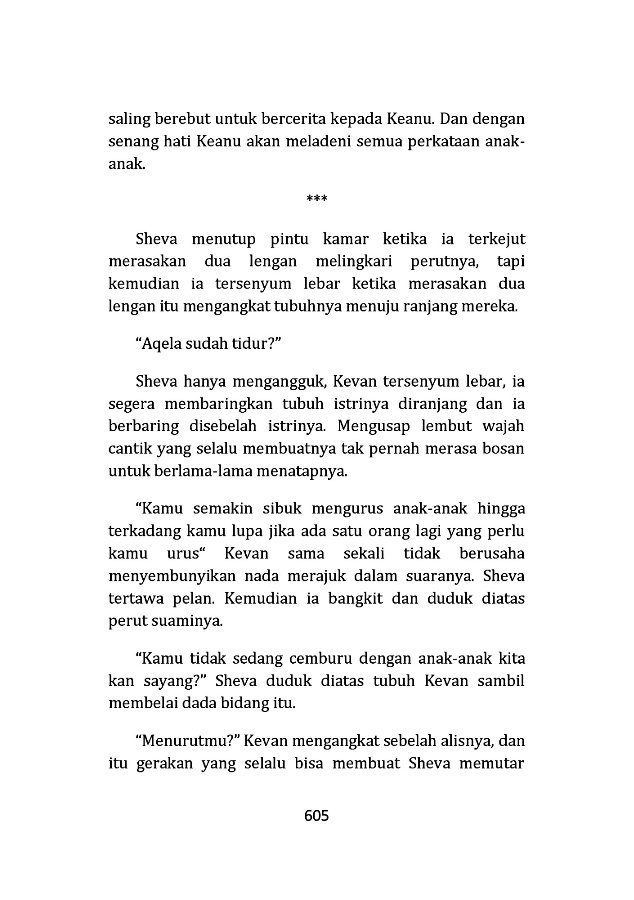 saling berebut untuk bercerita kepada Keanu. Dan dengan
senang hati Keanu akan meladeni semua perkataan anak-
anak.
***
Sheva menutup pintu kamar ketika ia terkejut
merasakan dua lengan melingkari perutnya, tapi
kemudian ia tersenyum lebar ketika merasakan dua
lengan itu mengangkat tubuhnya menuju ranjang mereka.
“Aqela sudah tidur?”
Sheva hanya mengangguk, Kevan tersenyum lebar, ia
segera membaringkan tubuh istrinya diranjang dan ia
berbaring disebelah istrinya. Mengusap lembut wajah
cantik yang selalu membuatnya tak pernah merasa bosan
untuk berlama-lama menatapnya.
“Kamu semakin sibuk mengurus anak-anak hingga
terkadang kamu lupa jika ada satu orang lagi yang perlu
kamu urus“ Kevan sama sekali tidak berusaha
menyembunyikan nada merajuk dalam suaranya. Sheva
tertawa pelan. Kemudian ia bangkit dan duduk diatas
perut suaminya.
“Kamu tidak sedang cemburu dengan anak-anak kita
kan sayang?” Sheva duduk diatas tubuh Kevan sambil
membelai dada bidang itu.
“Menurutmu?” Kevan mengangkat sebelah alisnya, dan
itu gerakan yang selalu bisa membuat Sheva memutar
605